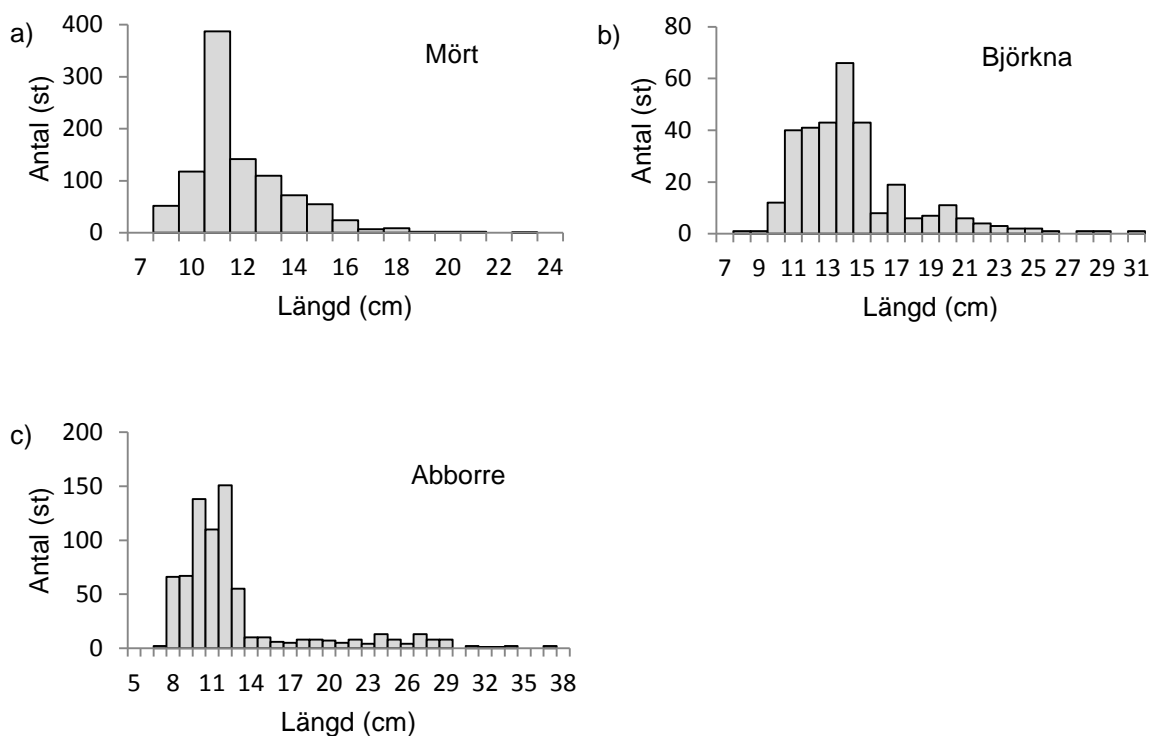 a)
Mört
Antal (st)
400
300
200
100
0
7 10 12 14 16 18 20 22 24
Längd (cm)
b)
Björkna
Antal (st)
80
60
40
20
0
7 9 11 13 15 17 19 21 23 25 27 29 31
Längd (cm)
c)
Abborre
Antal (st)
200
150
100
50
0
5 8 11 14 17 20 23 26 29 32 35 38
Längd (cm)